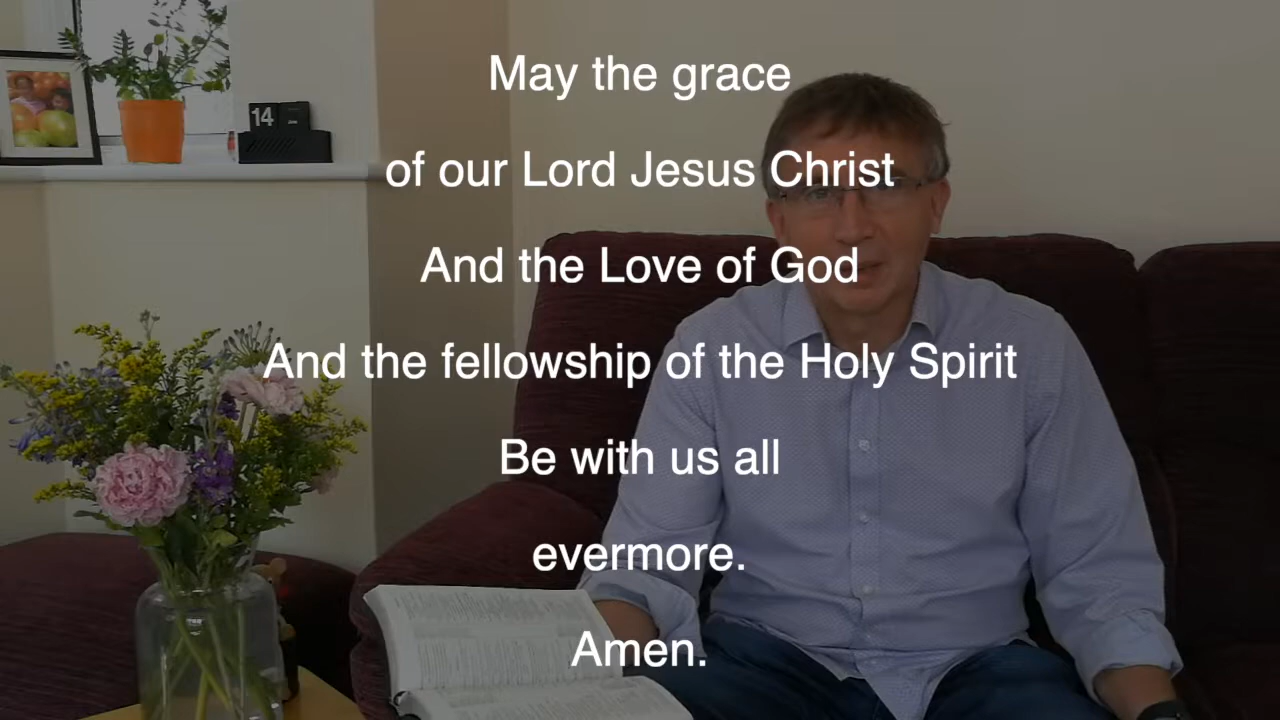 14
May the grace
of our Lord Jesus Christ
And the Love of God
And the fellowship of the Holy Spirit
Be with us all
evermore.
Amen.